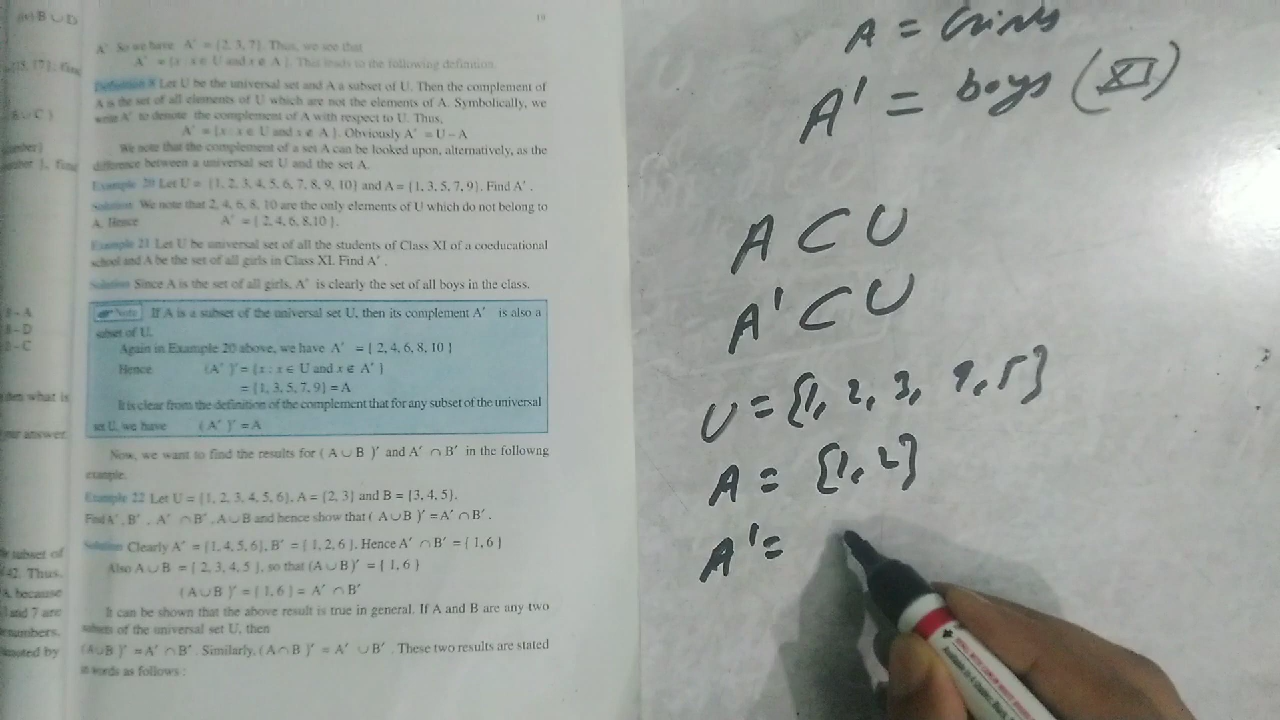 (iv) B ∪ D
19
A′ So we have A′ = {2, 3, 7}. Thus, we see that
A′ = {x : x ∈ U and x ∉ A}. This leads to the following definition.
Definition 8 Let U be the universal set and A a subset of U. Then the complement of
A is the set of all elements of U which are not the elements of A. Symbolically, we
write A′ to denote the complement of A with respect to U. Thus,
A′ = {x : x ∈ U and x ∉ A}. Obviously A′ = U – A
We note that the complement of a set A can be looked upon, alternatively, as the
difference between a universal set U and the set A.
Example 20 Let U = {1, 2, 3, 4, 5, 6, 7, 8, 9, 10} and A = {1, 3, 5, 7, 9}. Find A′.
Solution We note that 2, 4, 6, 8, 10 are the only elements of U which do not belong to
A. Hence A′ = { 2, 4, 6, 8,10 }.
Example 21 Let U be universal set of all the students of Class XI of a coeducational
school and A be the set of all girls in Class XI. Find A′.
Solution Since A is the set of all girls, A′ is clearly the set of all boys in the class.
Note If A is a subset of the universal set U, then its complement A′ is also a
subset of U.
Again in Example 20 above, we have A′ = { 2, 4, 6, 8, 10 }
Hence (A′)′ = {x : x ∈ U and x ∉ A′}
= {1, 3, 5, 7, 9} = A
It is clear from the definition of the complement that for any subset of the universal
set U, we have (A′)′ = A
Now, we want to find the results for (A ∪ B)′ and A′ ∩ B′ in the followng
example.
Example 22 Let U = {1, 2, 3, 4, 5, 6}, A = {2, 3} and B = {3, 4, 5}.
Find A′, B′, A′ ∩ B′, A ∪ B and hence show that (A ∪ B)′ = A′ ∩ B′.
Solution Clearly A′ = {1, 4, 5, 6}, B′ = { 1, 2, 6 }. Hence A′ ∩ B′ = { 1, 6 }
Also A ∪ B = { 2, 3, 4, 5 }, so that (A ∪ B)′ = { 1, 6 }
(A ∪ B)′ = { 1, 6 } = A′ ∩ B′
It can be shown that the above result is true in general. If A and B are any two
subsets of the universal set U, then
(A ∪ B)′ = A′ ∩ B′. Similarly, (A ∩ B)′ = A′ ∪ B′. These two results are stated
in words as follows :
what is
answer.
subset of
42. Thus,
because
and 7 are
numbers.
by
A =
A' = boys (XI)
A ⊂ U
A' ⊂ U
U = {1, 2, 3, 4, 5}
A = {1, 2}
A' =